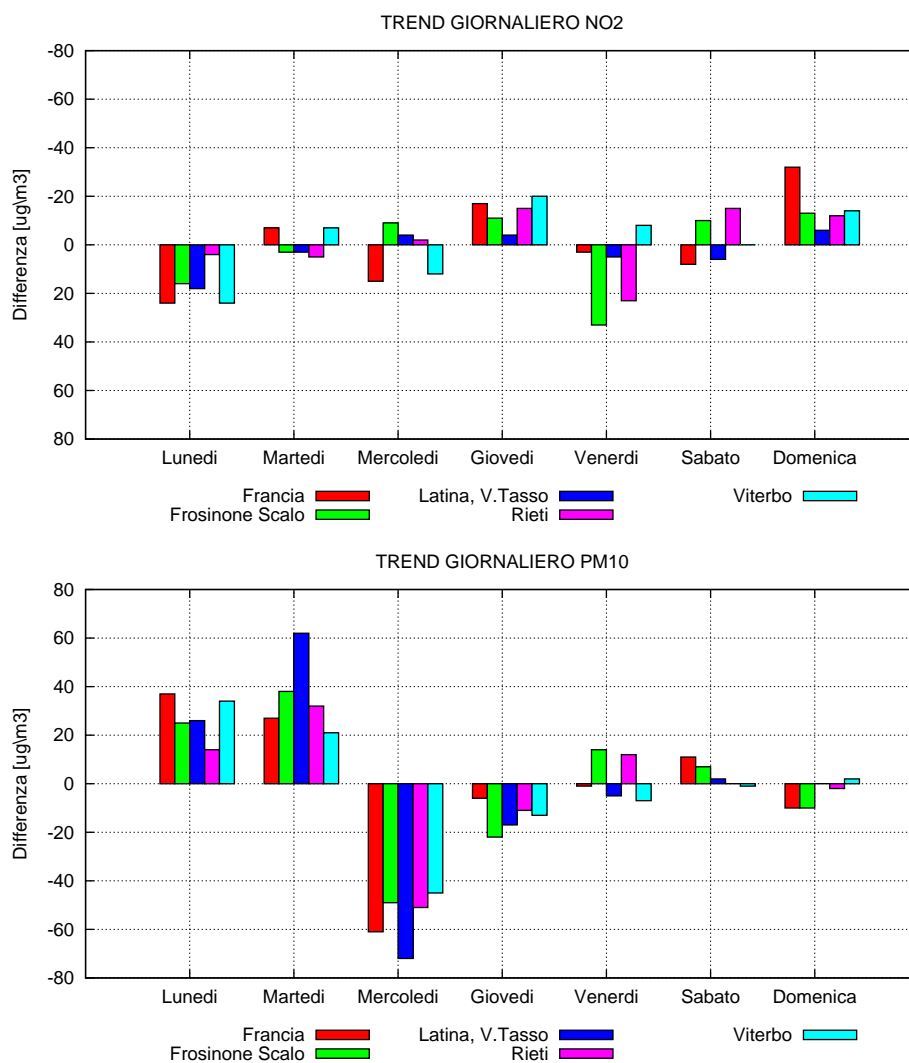 TREND GIORNALIERO NO2
-80
-60
-40
-20
0
20
40
60
80
Differenza [ug\m3]
Lunedi Martedi Mercoledi Giovedi Venerdi Sabato Domenica
Francia Latina, V.Tasso Viterbo
Frosinone Scalo Rieti
TREND GIORNALIERO PM10
80
60
40
20
0
-20
-40
-60
-80
Differenza [ug\m3]
Lunedi Martedi Mercoledi Giovedi Venerdi Sabato Domenica
Francia Latina, V.Tasso Viterbo
Frosinone Scalo Rieti